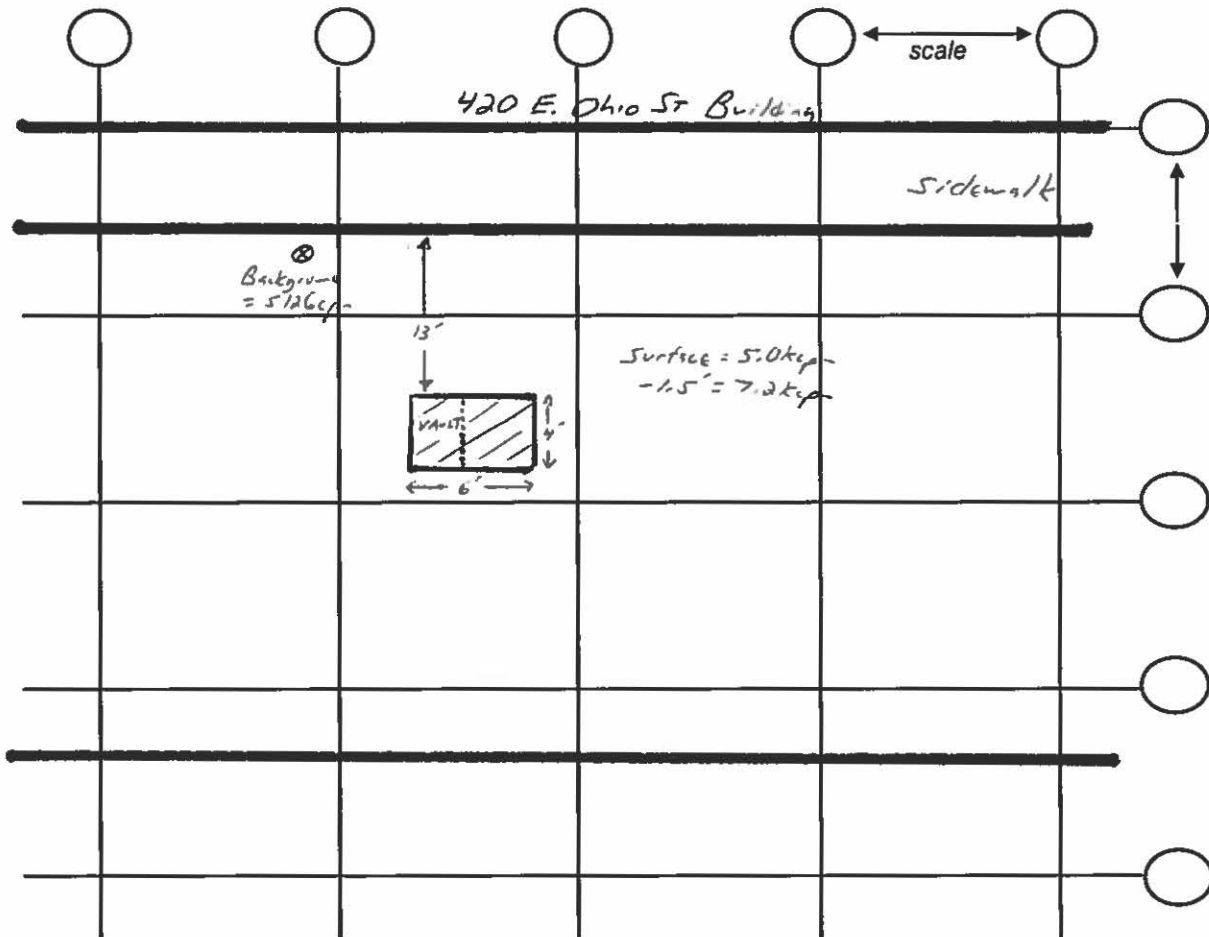 scale
420 E. Ohio St Building
Sidewalk
Background
= 5126cpm
13'
Surface = 5.0kcpm
-1.5' = 7.2kcpm
VAULT
4'
6'